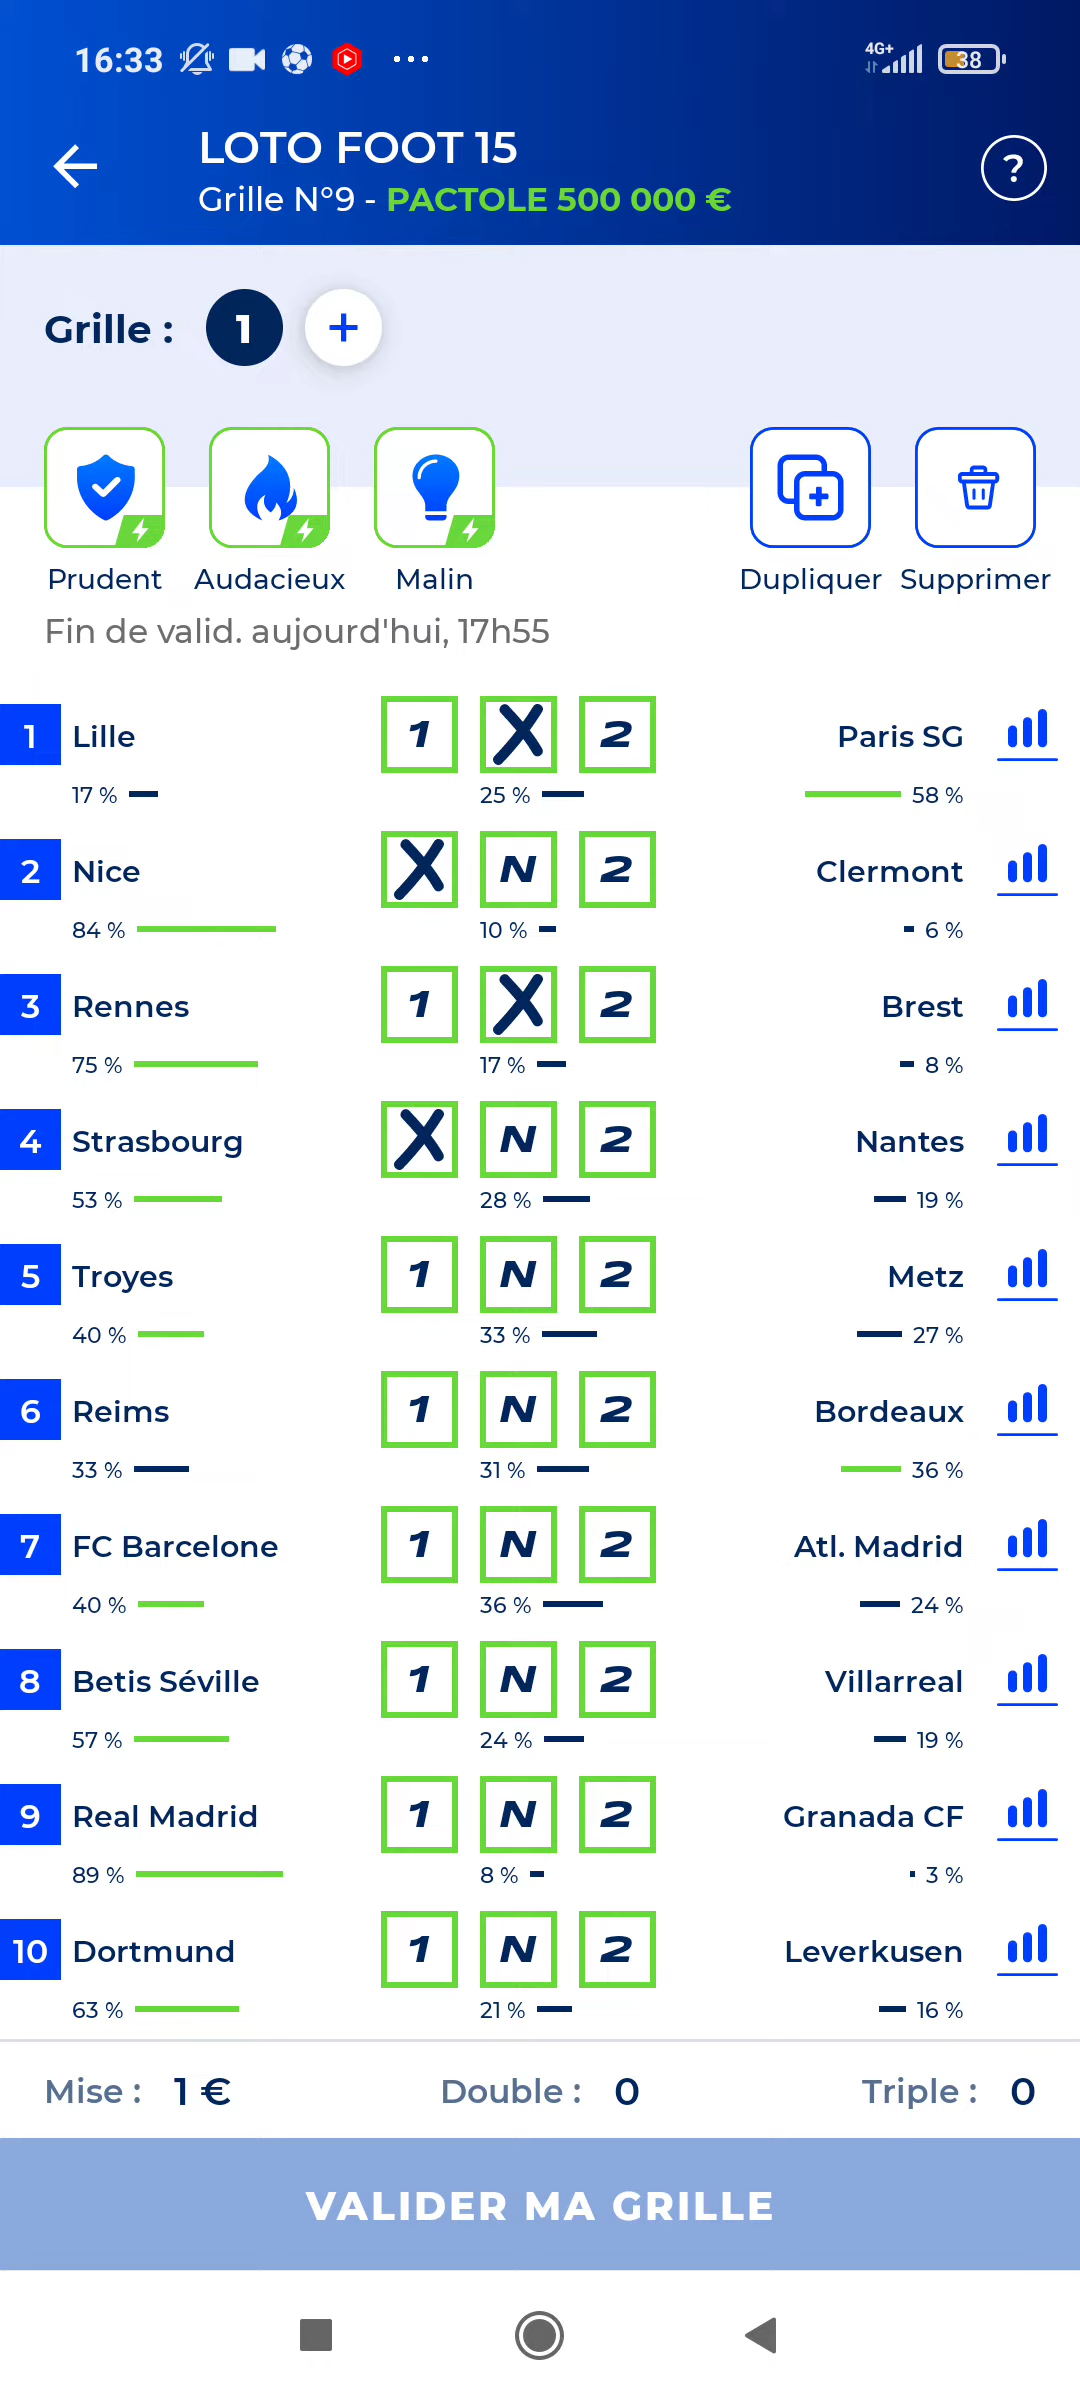 16:33 4G+ 38
LOTO FOOT 15
Grille N°9 - PACTOLE 500 000 €
?
Grille : 1 +
Prudent Audacieux Malin Dupliquer Supprimer
Fin de valid. aujourd'hui, 17h55
1 Lille 1 X 2 Paris SG
17 % 25 % 58 %
2 Nice X N 2 Clermont
84 % 10 % 6 %
3 Rennes 1 X 2 Brest
75 % 17 % 8 %
4 Strasbourg X N 2 Nantes
53 % 28 % 19 %
5 Troyes 1 N 2 Metz
40 % 33 % 27 %
6 Reims 1 N 2 Bordeaux
33 % 31 % 36 %
7 FC Barcelone 1 N 2 Atl. Madrid
40 % 36 % 24 %
8 Betis Séville 1 N 2 Villarreal
57 % 24 % 19 %
9 Real Madrid 1 N 2 Granada CF
89 % 8 % 3 %
10 Dortmund 1 N 2 Leverkusen
63 % 21 % 16 %
Mise : 1 € Double : 0 Triple : 0
VALIDER MA GRILLE